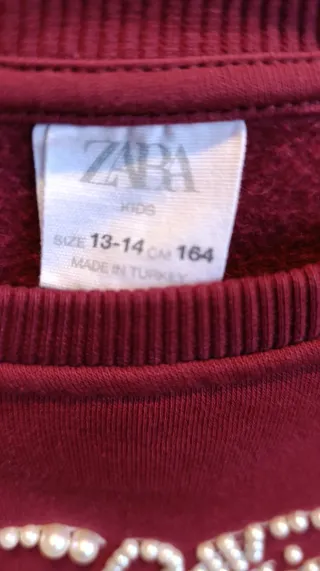 ZARA
KIDS
SIZE 13-14 CM 164
MADE IN TURKEY